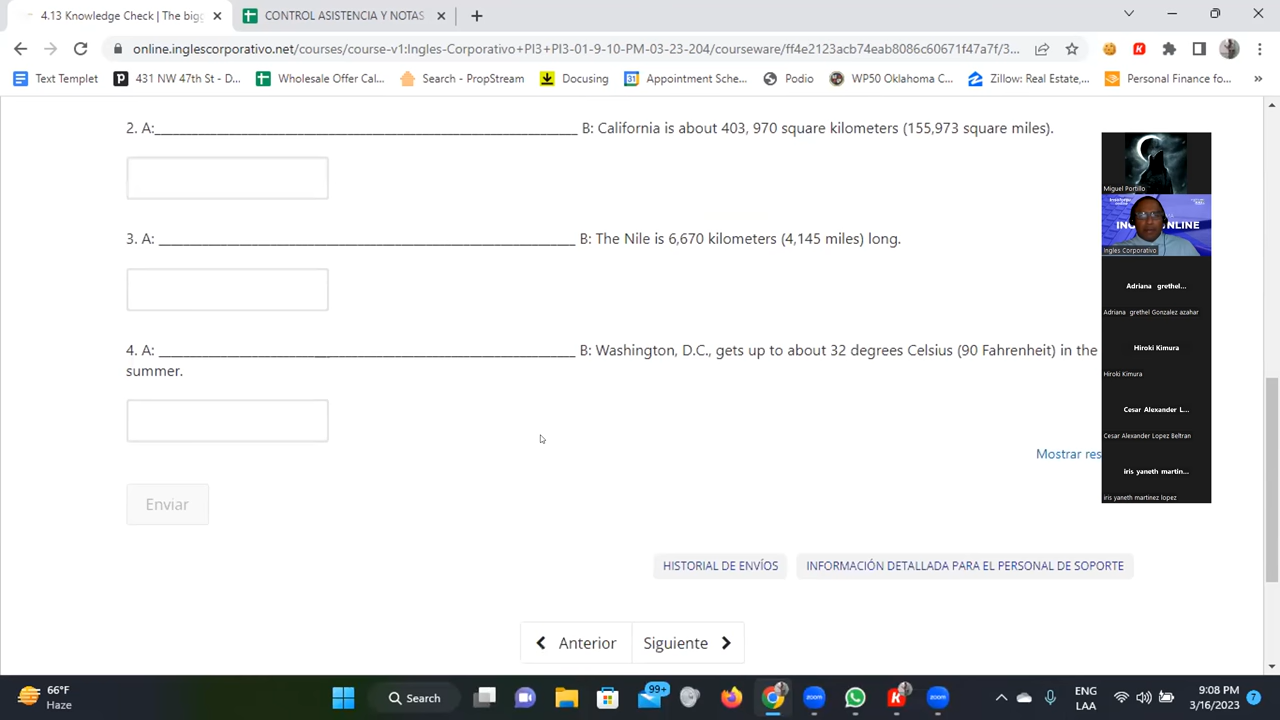 4.13 Knowledge Check | The bigg
CONTROL ASISTENCIA Y NOTAS
online.inglescorporativo.net/courses/course-v1:Ingles-Corporativo+PI3+PI3-01-9-10-PM-03-23-204/courseware/ff4e2123acb74eab8086c60671f47a7f/3...
Text Templet
431 NW 47th St - D...
Wholesale Offer Cal...
Search - PropStream
Docusing
Appointment Sche...
Podio
WP50 Oklahoma C...
Zillow: Real Estate,...
Personal Finance fo...
2. A:______________________________________________________________ B: California is about 403, 970 square kilometers (155,973 square miles).
3. A: _____________________________________________________________ B: The Nile is 6,670 kilometers (4,145 miles) long.
4. A: _____________________________________________________________ B: Washington, D.C., gets up to about 32 degrees Celsius (90 Fahrenheit) in the
summer.
Mostrar res
Enviar
HISTORIAL DE ENVÍOS
INFORMACIÓN DETALLADA PARA EL PERSONAL DE SOPORTE
Anterior
Siguiente
Miguel Portillo
Ingles Corporativo
Adriana grethel...
Adriana grethel Gonzalez azahar
Hiroki Kimura
Hiroki Kimura
Cesar Alexander L...
Cesar Alexander Lopez Beltran
iris yaneth martin...
iris yaneth martinez lopez
66°F
Haze
Search
99+
ENG
LAA
9:08 PM
3/16/2023
7